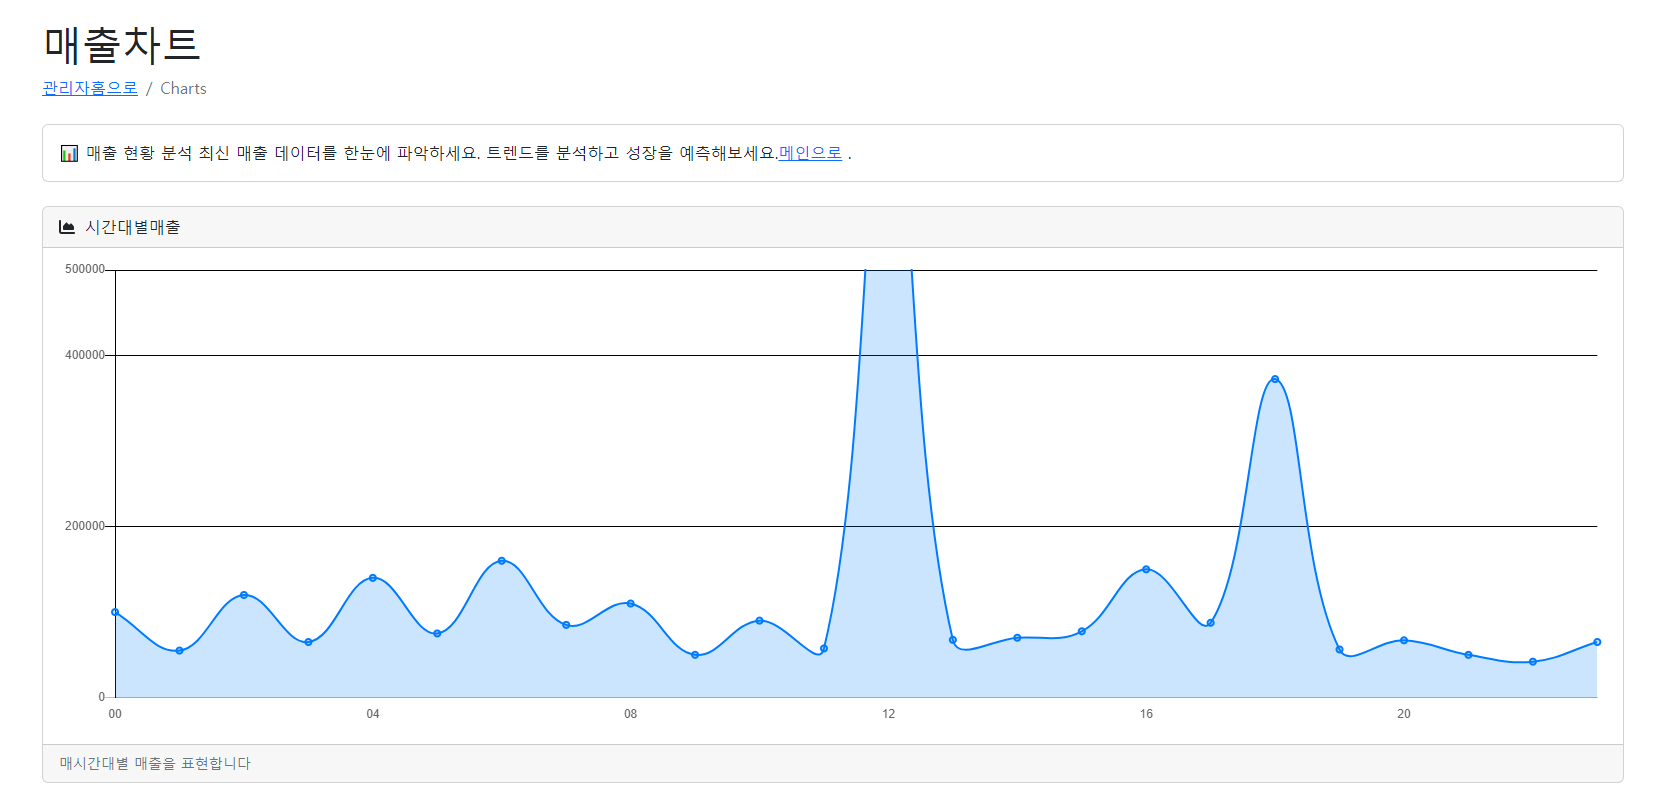 매출차트
관리자홈으로 / Charts
매출 현황 분석 최신 매출 데이터를 한눈에 파악하세요. 트렌드를 분석하고 성장을 예측해보세요.메인으로 .
시간대별매출
500000
400000
200000
0
00 04 08 12 16 20
매시간대별 매출을 표현합니다